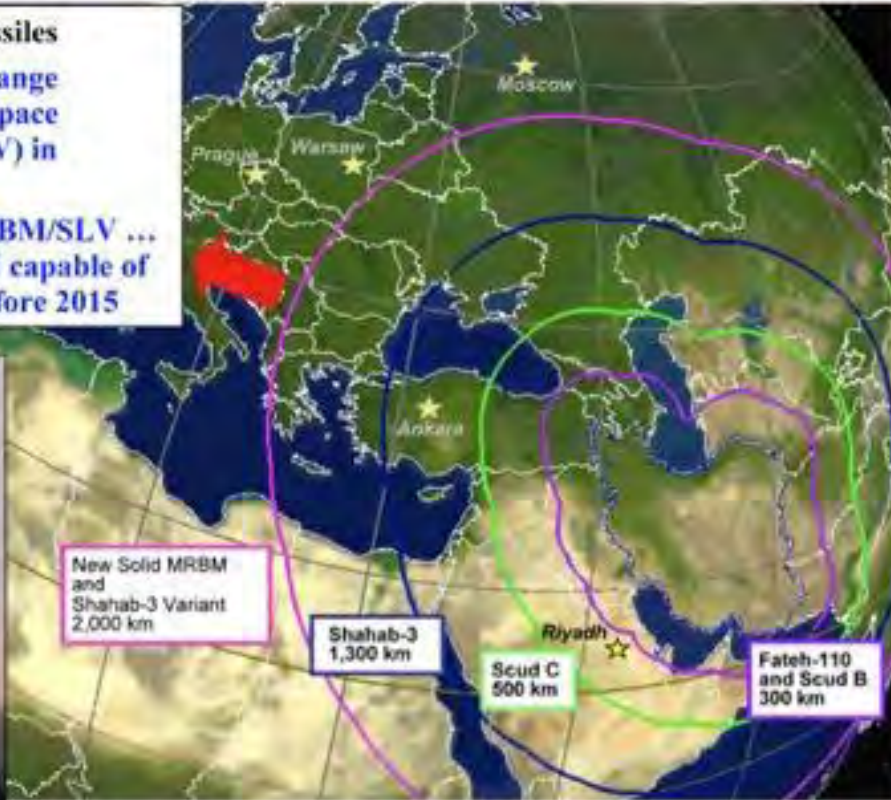 ssiles
ange
pace
V) in
BM/SLV …
capable of
fore 2015
Moscow
Prague
Warsaw
Ankara
New Solid MRBM
and
Shahab-3 Variant
2,000 km
Shahab-3
1,300 km
Riyadh
Scud C
500 km
Fateh-110
and Scud B
300 km